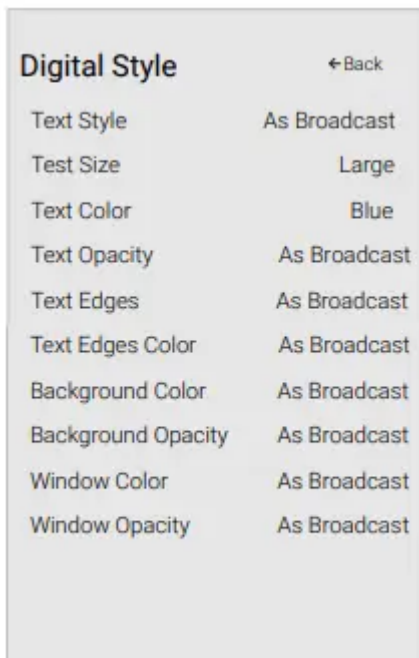 Digital Style ←Back
Text Style As Broadcast
Test Size Large
Text Color Blue
Text Opacity As Broadcast
Text Edges As Broadcast
Text Edges Color As Broadcast
Background Color As Broadcast
Background Opacity As Broadcast
Window Color As Broadcast
Window Opacity As Broadcast